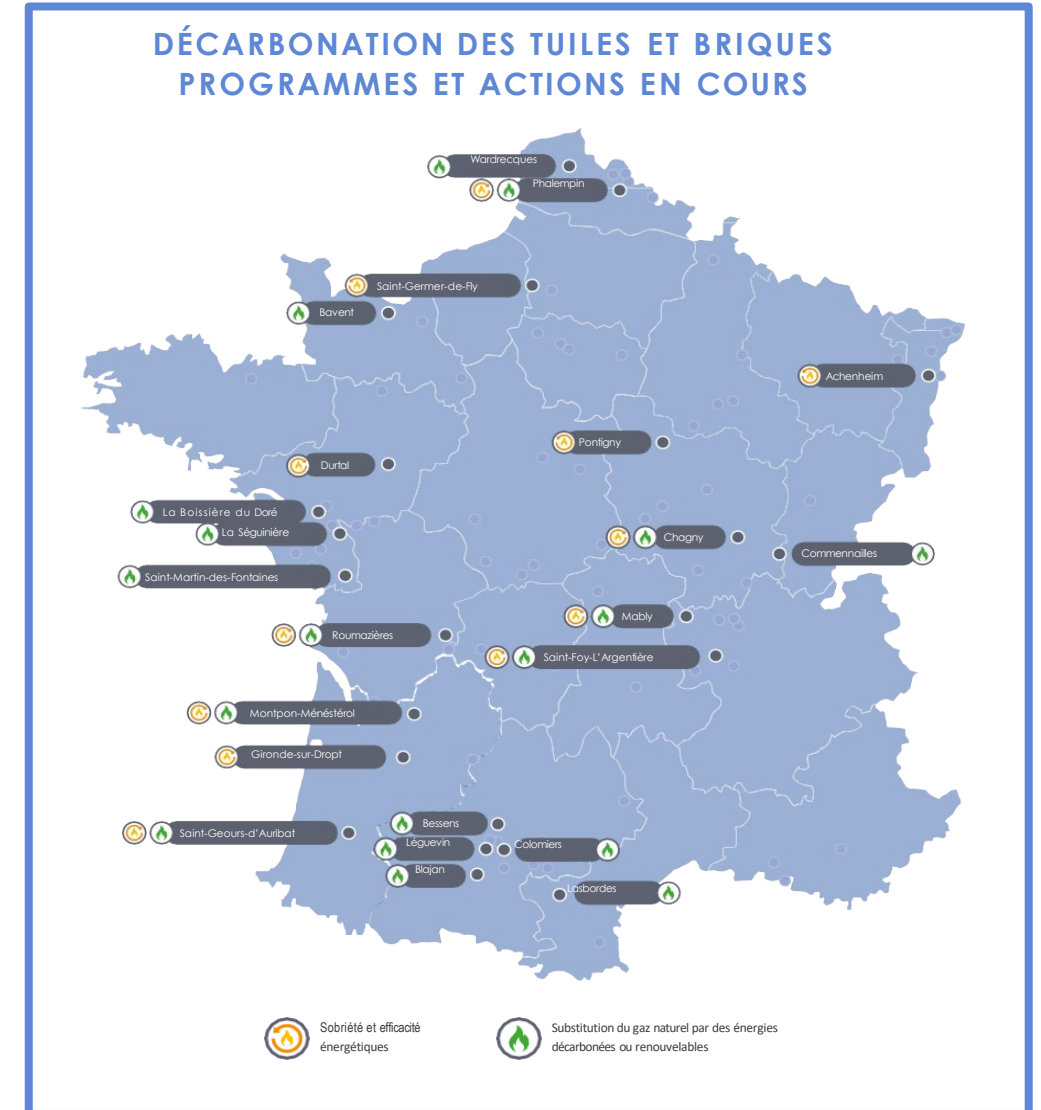 DÉCARBONATION DES TUILES ET BRIQUES
PROGRAMMES ET ACTIONS EN COURS
Wardrecques
Phalempin
Saint-Germer-de-Fly
Bavent
Achenheim
Pontigny
Durtal
La Boissière du Doré
La Séguinière
Chagny
Commennailles
Saint-Martin-des-Fontaines
Mably
Roumazières
Saint-Foy-L'Argentière
Montpon-Ménéstérol
Gironde-sur-Dropt
Bessens
Saint-Geours-d'Auribat
Léguevin
Colomiers
Blajan
Lasbordes
Sobriété et efficacité
énergétiques
Substitution du gaz naturel par des énergies
décarbonées ou renouvelables